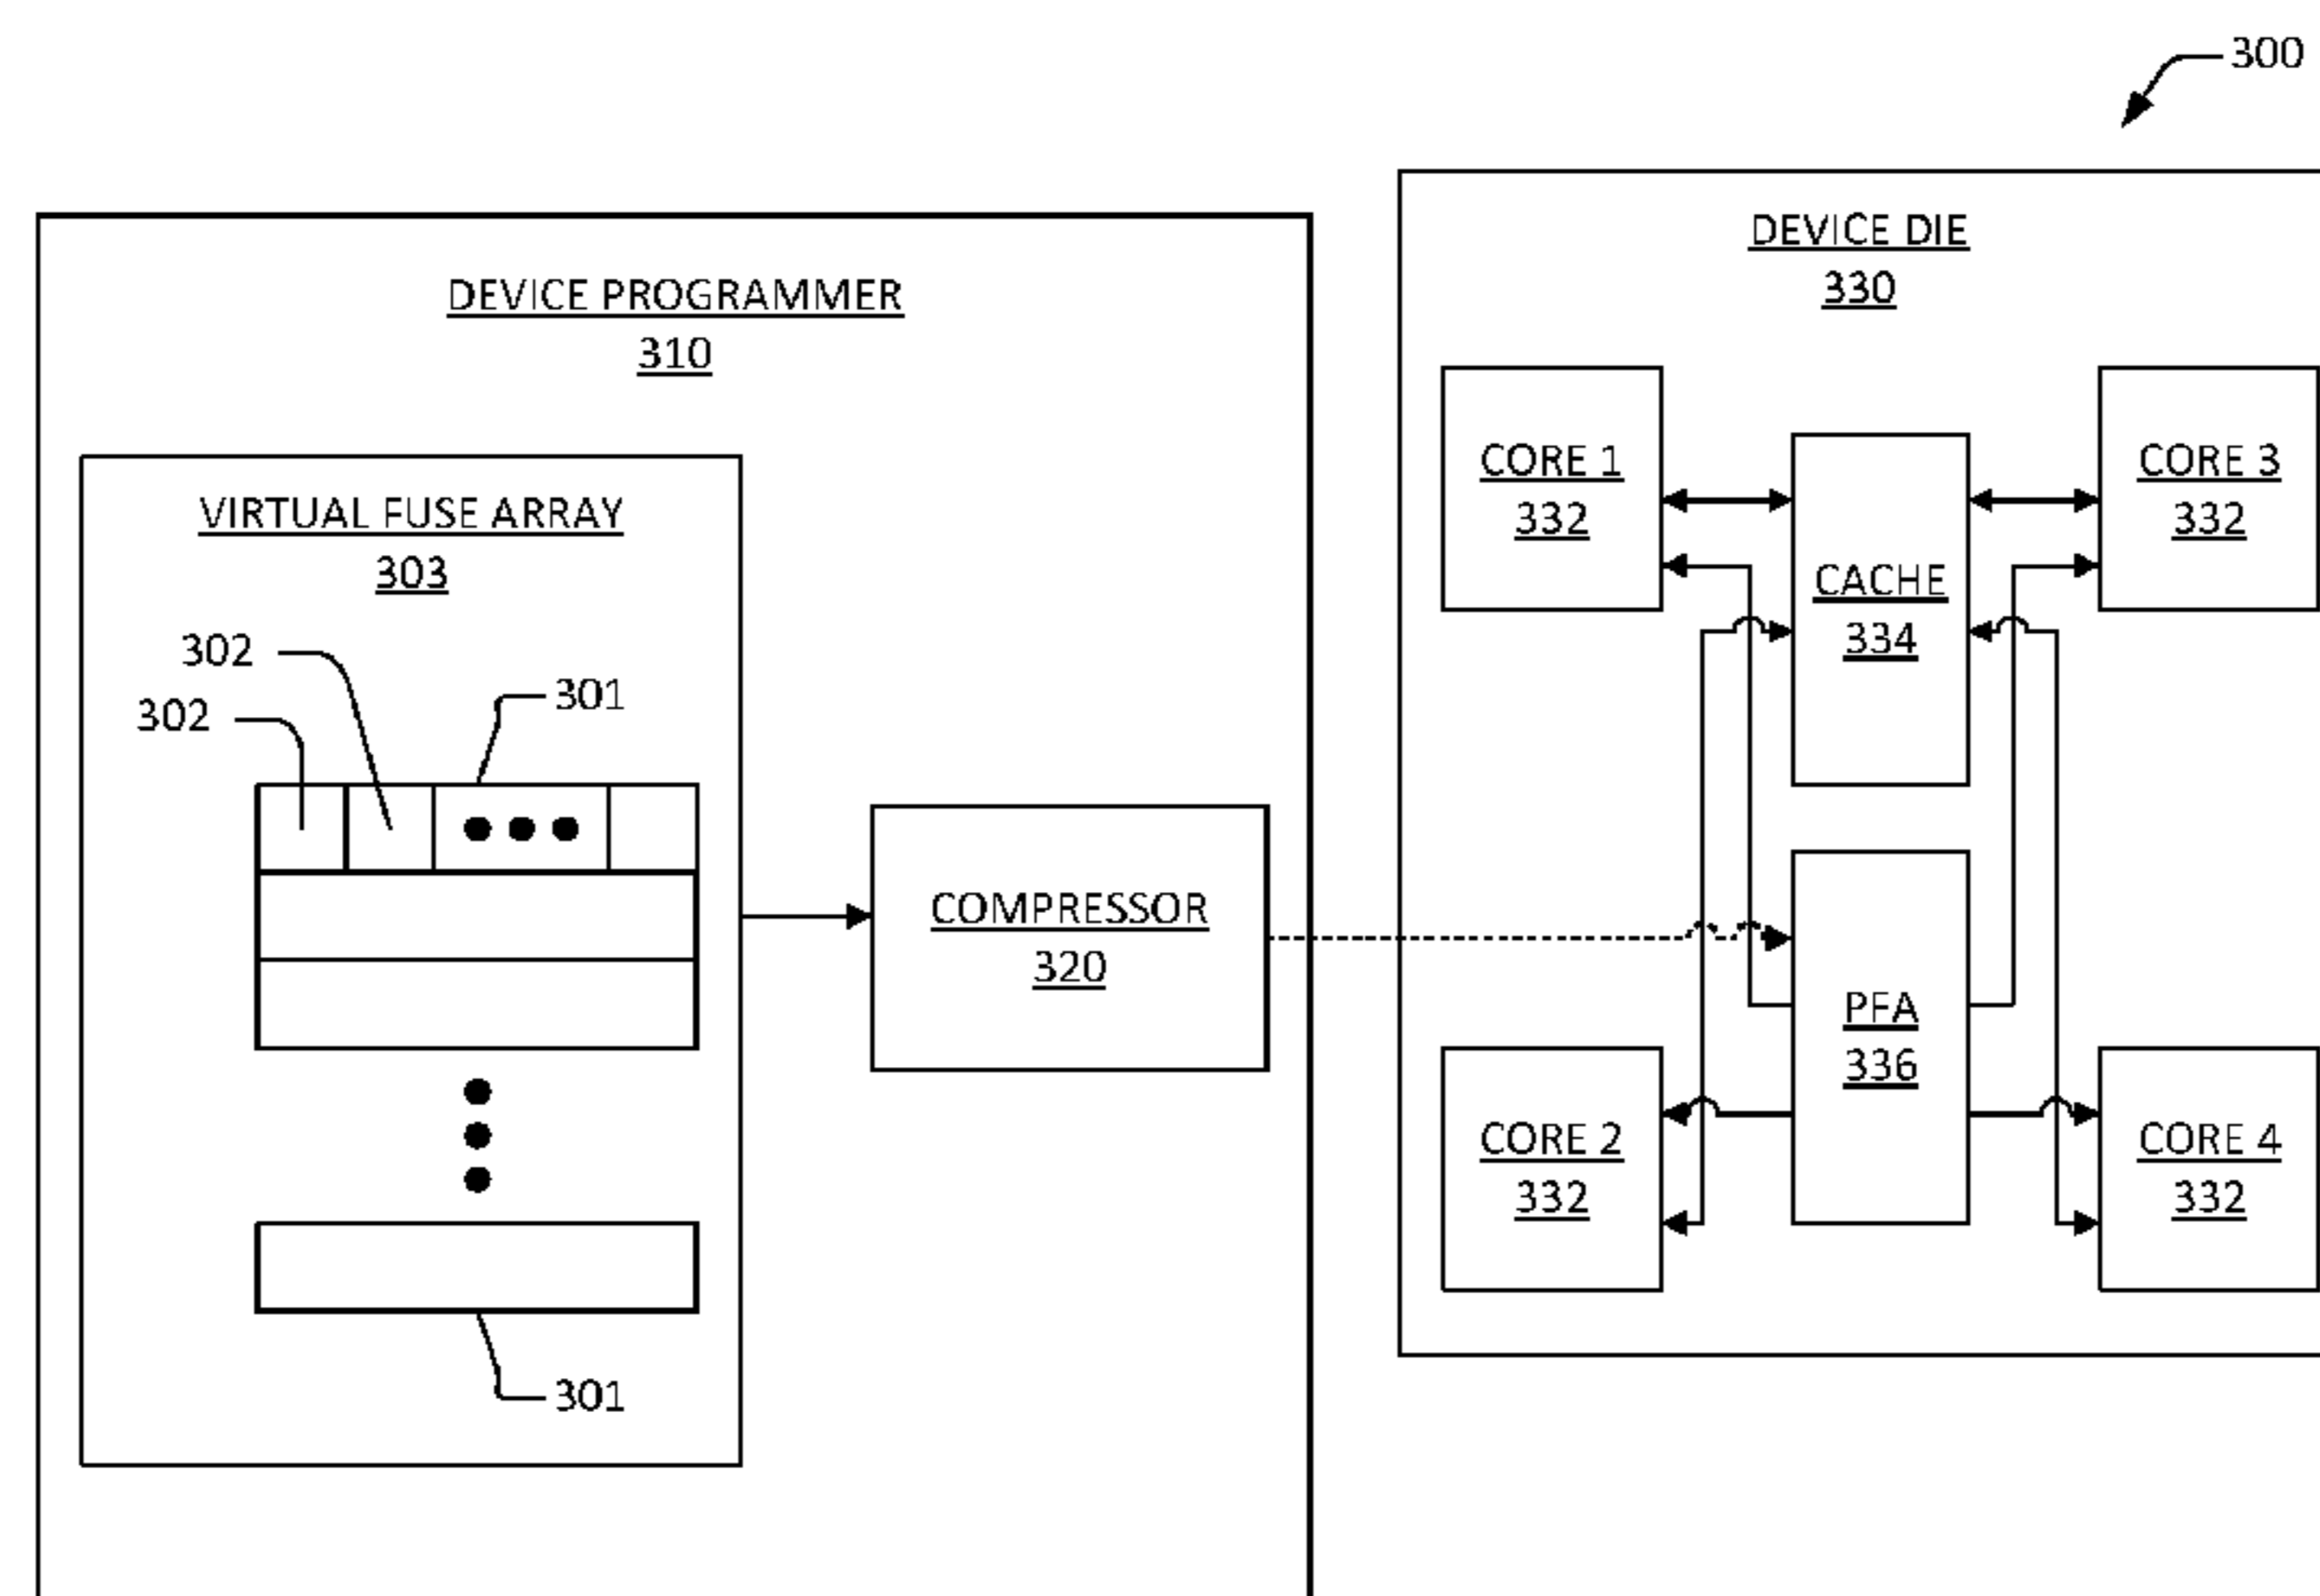 300
DEVICE PROGRAMMER
310
VIRTUAL FUSE ARRAY
303
302
302
301
301
COMPRESSOR
320
DEVICE DIE
330
CORE 1
332
CACHE
334
CORE 3
332
PFA
336
CORE 2
332
CORE 4
332